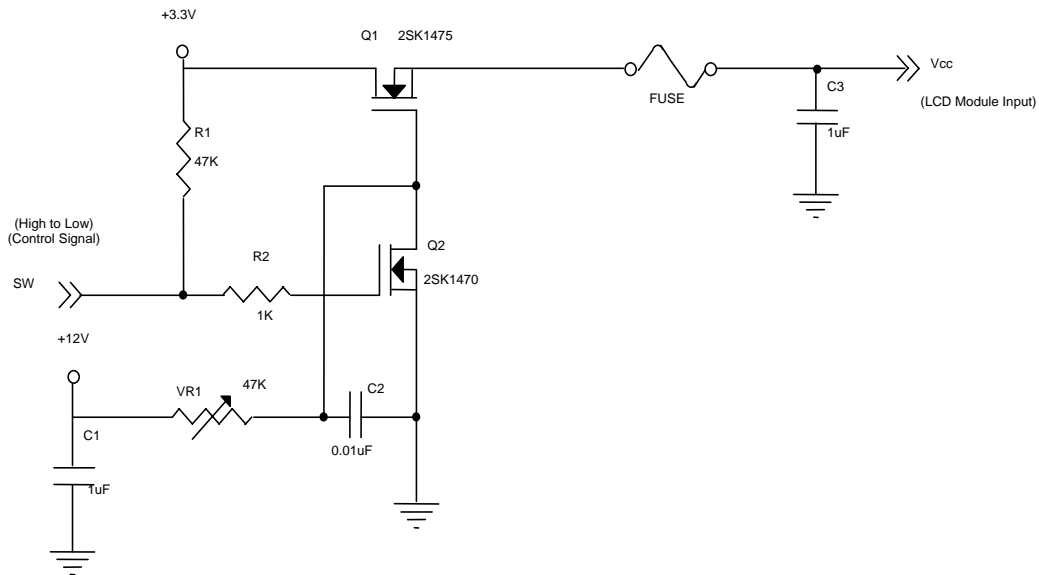 +3.3V
Q1 2SK1475
Vcc
FUSE
C3
(LCD Module Input)
R1
47K
1uF
(High to Low)
(Control Signal)
Q2
R2
2SK1470
SW
1K
+12V
VR1
47K
C2
C1
0.01uF
1uF